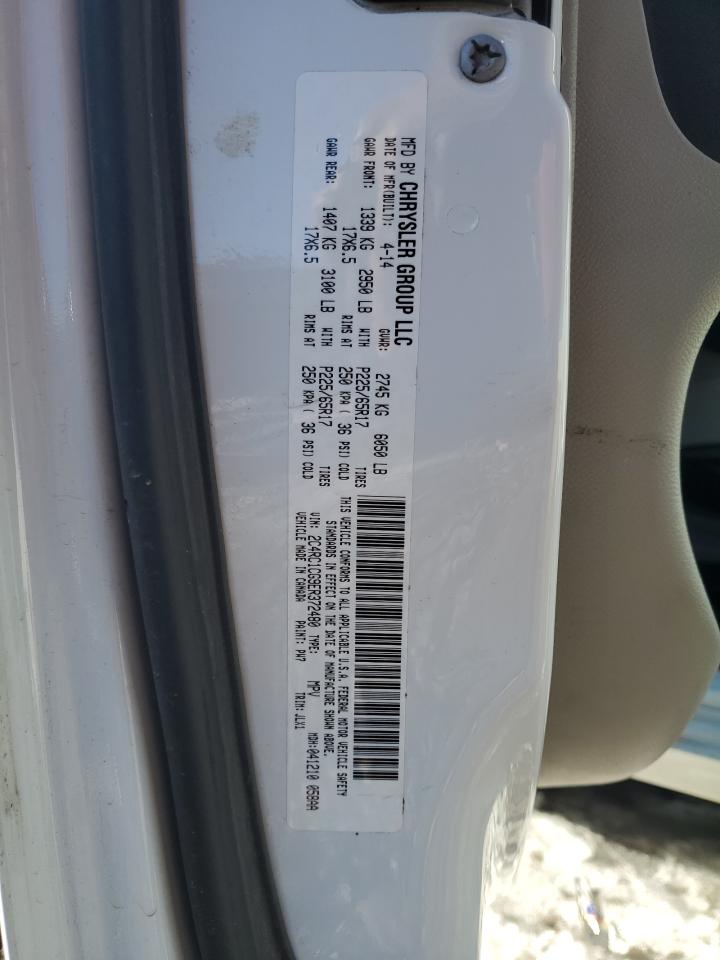 MFD BY CHRYSLER GROUP LLC
DATE OF MFR(BUILT): 4-14 GVWR: 2745 KG 6050 LB
GAWR FRONT: 1339 KG 2950 LB WITH P225/65R17 TIRES
17X6.5 RIMS AT 250 KPA ( 36 PSI) COLD
GAWR REAR: 1407 KG 3100 LB WITH P225/65R17 TIRES
17X6.5 RIMS AT 250 KPA ( 36 PSI) COLD
THIS VEHICLE CONFORMS TO ALL APPLICABLE U.S.A. FEDERAL MOTOR VEHICLE SAFETY
STANDARDS IN EFFECT ON THE DATE OF MANUFACTURE SHOWN ABOVE.
VIN: 2C4RC1CG9ER372480 TYPE: MPV MDH:041210 058AA
VEHICLE MADE IN CANADA PAINT: PW7 TRIM:JLX1